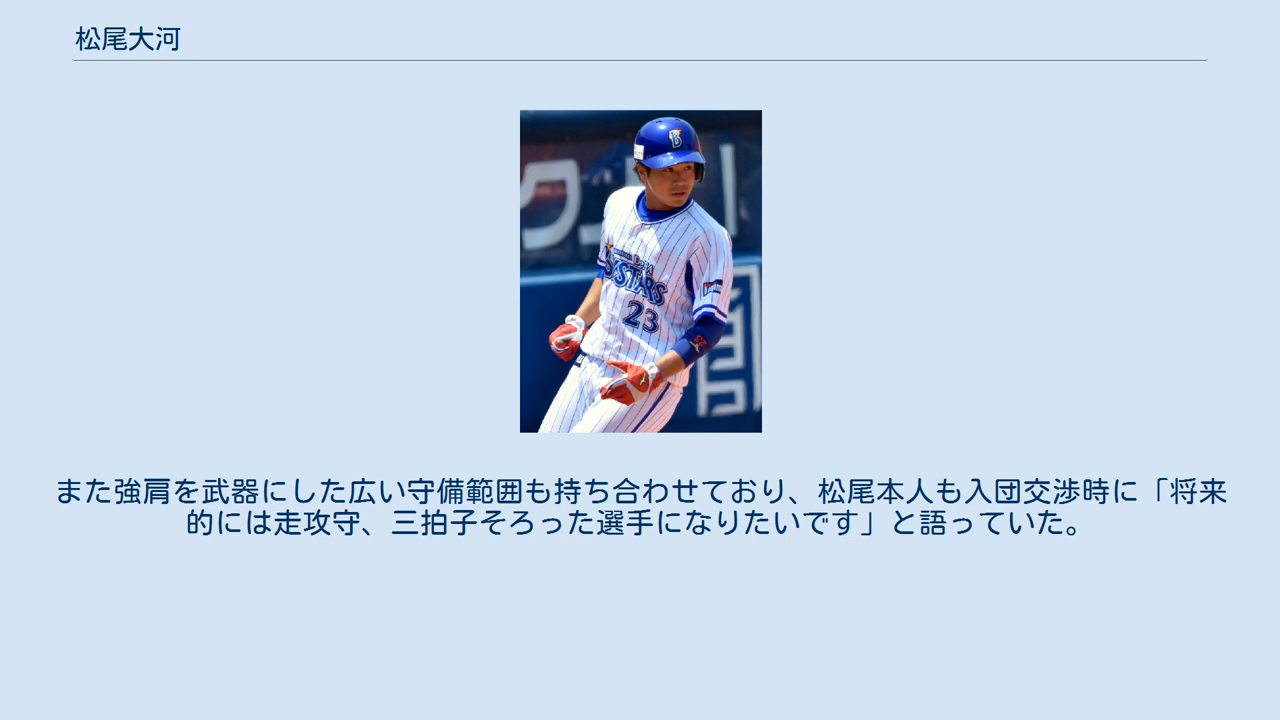 松尾大河
B
BYSTARS
23
また強肩を武器にした広い守備範囲も持ち合わせており、松尾本人も入団交渉時に「将来
的には走攻守、三拍子そろった選手になりたいです」と語っていた。